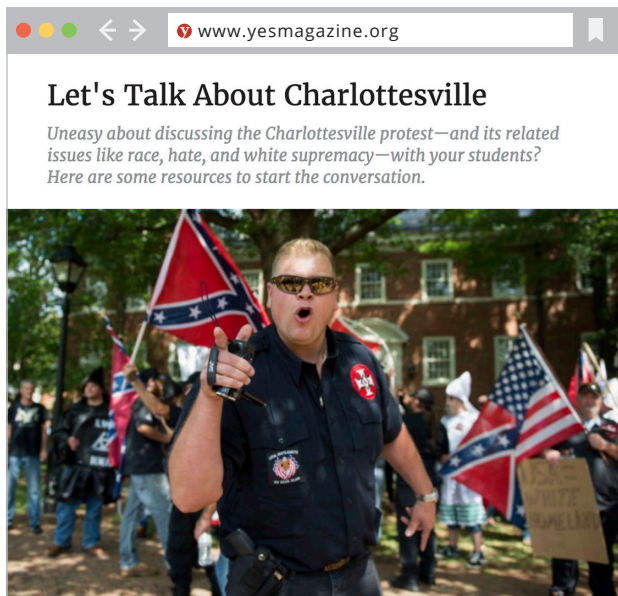 www.yesmagazine.org
Let's Talk About Charlottesville
Uneasy about discussing the Charlottesville protest—and its related
issues like race, hate, and white supremacy—with your students?
Here are some resources to start the conversation.
WHITE
HOMELAND